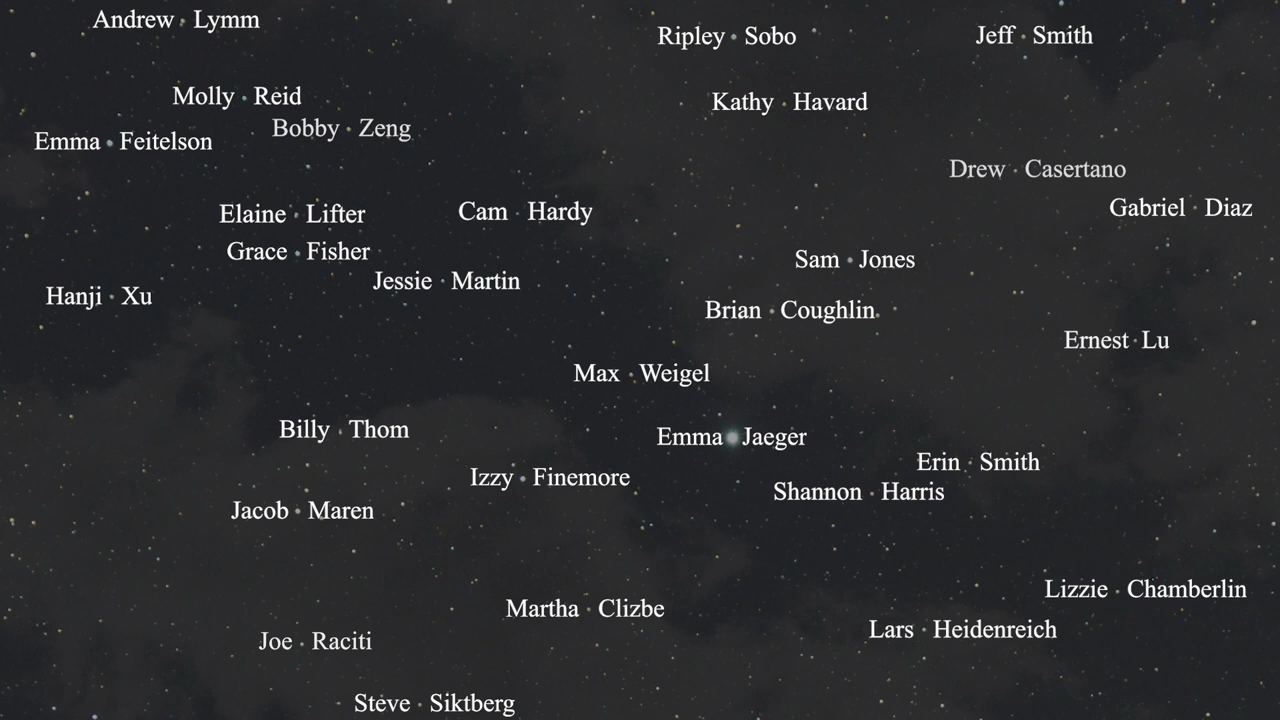 Andrew · Lymm
Ripley · Sobo
Jeff · Smith
Molly · Reid
Kathy · Havard
Bobby · Zeng
Emma · Feitelson
Drew · Casertano
Gabriel · Diaz
Elaine · Lifter
Cam · Hardy
Grace · Fisher
Sam · Jones
Jessie · Martin
Hanji · Xu
Brian · Coughlin
Ernest · Lu
Max · Weigel
Billy · Thom
Emma · Jaeger
Erin · Smith
Izzy · Finemore
Shannon · Harris
Jacob · Maren
Lizzie · Chamberlin
Martha · Clizbe
Lars · Heidenreich
Joe · Raciti
Steve · Siktberg